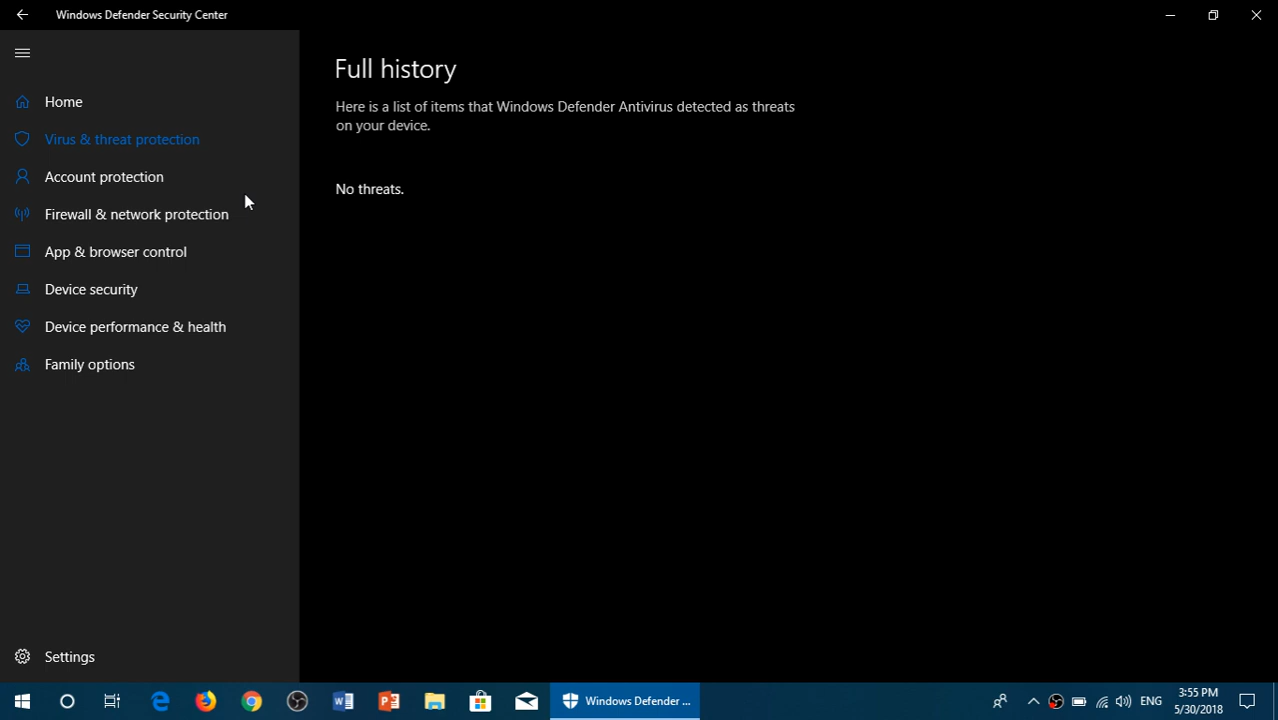 Windows Defender Security Center
Home
Virus & threat protection
Account protection
Firewall & network protection
App & browser control
Device security
Device performance & health
Family options
Settings
Full history
Here is a list of items that Windows Defender Antivirus detected as threats
on your device.
No threats.
Windows Defender ...
ENG
3:55 PM
5/30/2018